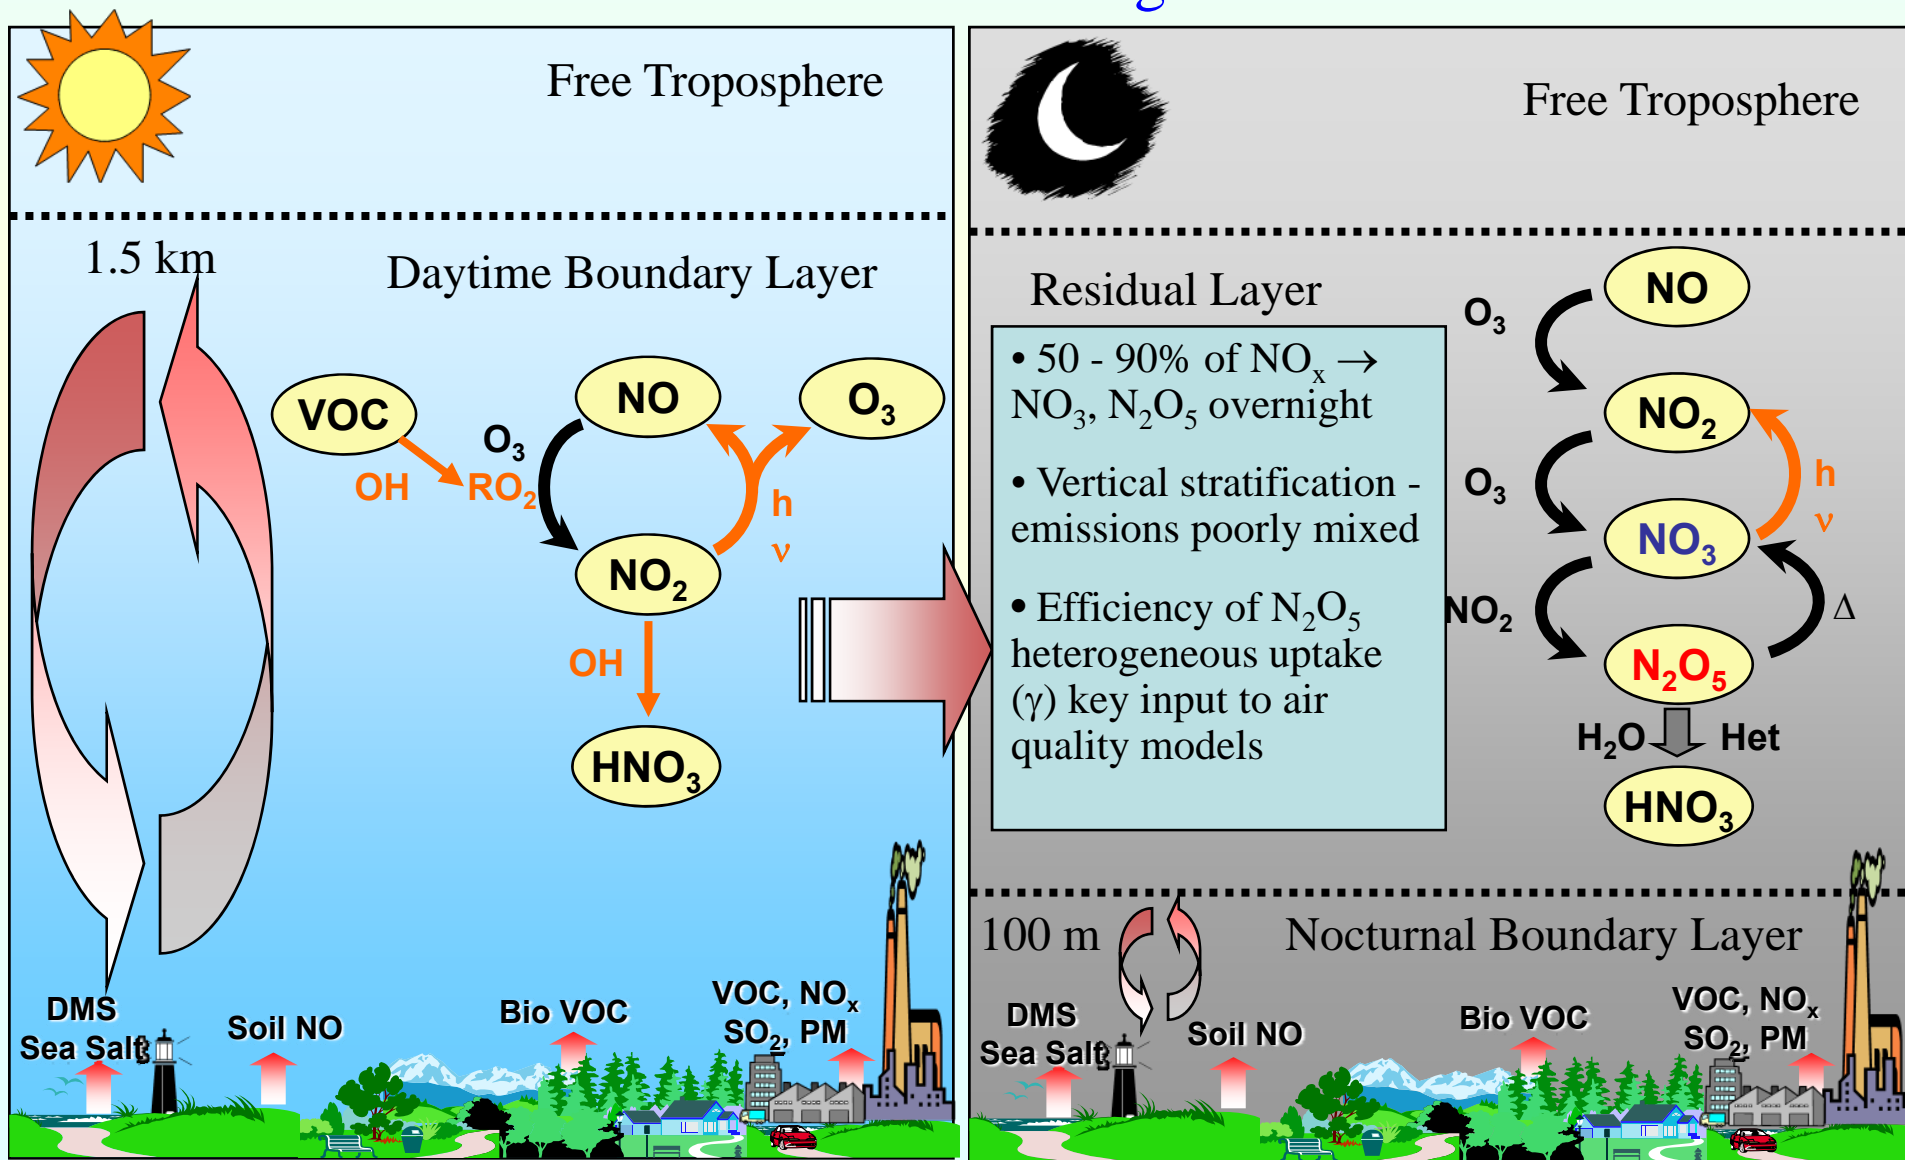 g
Free Troposphere
1.5 km
Daytime Boundary Layer
VOC
NO
O₃
O₃
OH
RO₂
h
ν
NO₂
OH
HNO₃
DMS
Sea Salt
Soil NO
Bio VOC
VOC, NOₓ
SO₂, PM
Free Troposphere
Residual Layer
• 50 - 90% of NOₓ →
NO₃, N₂O₅ overnight
• Vertical stratification -
emissions poorly mixed
• Efficiency of N₂O₅
heterogeneous uptake
(γ) key input to air
quality models
NO
O₃
NO₂
O₃
h
ν
NO₃
NO₂
Δ
N₂O₅
H₂O
Het
HNO₃
100 m
Nocturnal Boundary Layer
DMS
Sea Salt
Soil NO
Bio VOC
VOC, NOₓ
SO₂, PM